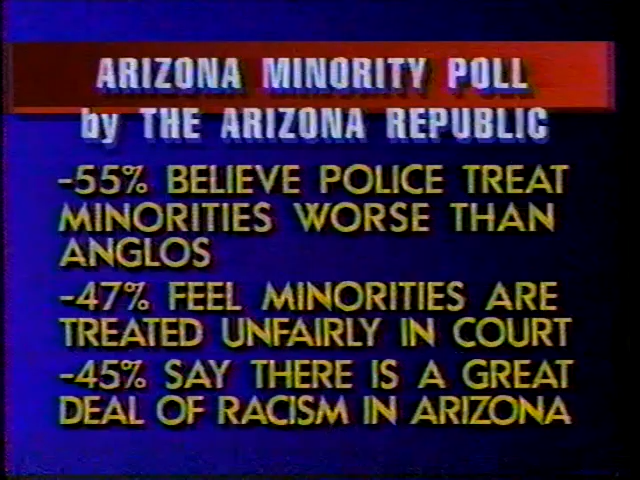 ARIZONA MINORITY POLL
by THE ARIZONA REPUBLIC
-55% BELIEVE POLICE TREAT
MINORITIES WORSE THAN
ANGLOS
-47% FEEL MINORITIES ARE
TREATED UNFAIRLY IN COURT
-45% SAY THERE IS A GREAT
DEAL OF RACISM IN ARIZONA